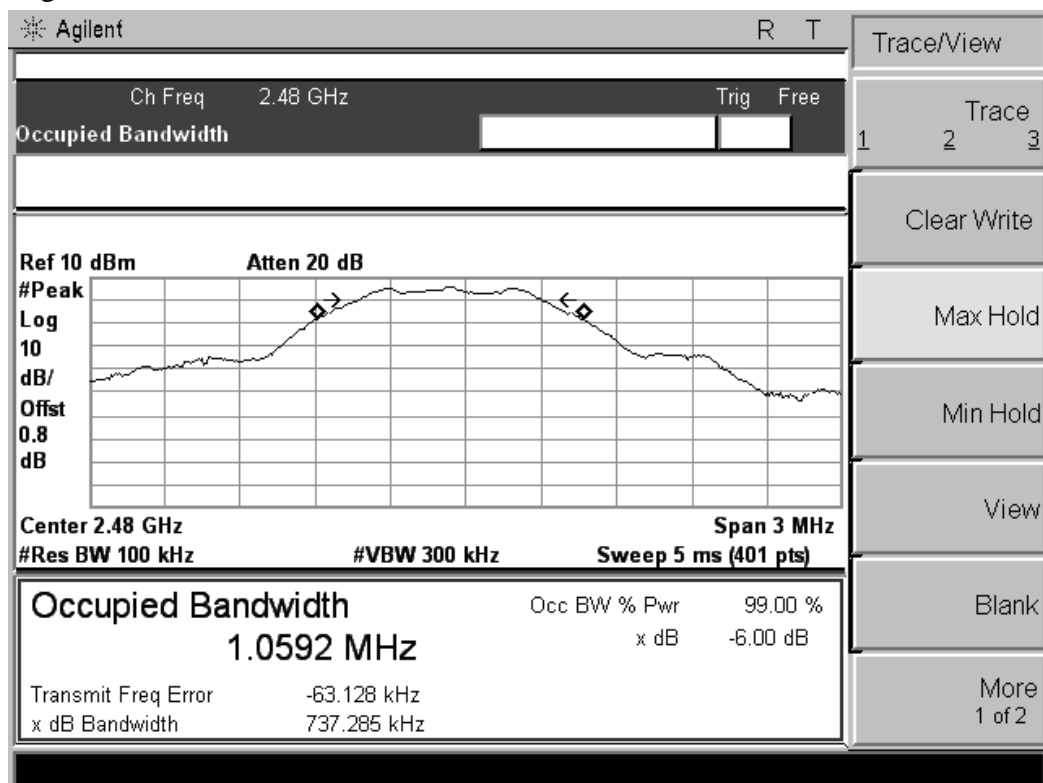 Agilent R T
Trace/View
Ch Freq 2.48 GHz Trig Free
Occupied Bandwidth
Trace
1 2 3
Clear Write
Max Hold
Min Hold
View
Blank
More
1 of 2
Ref 10 dBm Atten 20 dB
#Peak
Log
10
dB/
Offst
0.8
dB
Center 2.48 GHz Span 3 MHz
#Res BW 100 kHz #VBW 300 kHz Sweep 5 ms (401 pts)
Occupied Bandwidth Occ BW % Pwr 99.00 %
1.0592 MHz x dB -6.00 dB
Transmit Freq Error -63.128 kHz
x dB Bandwidth 737.285 kHz